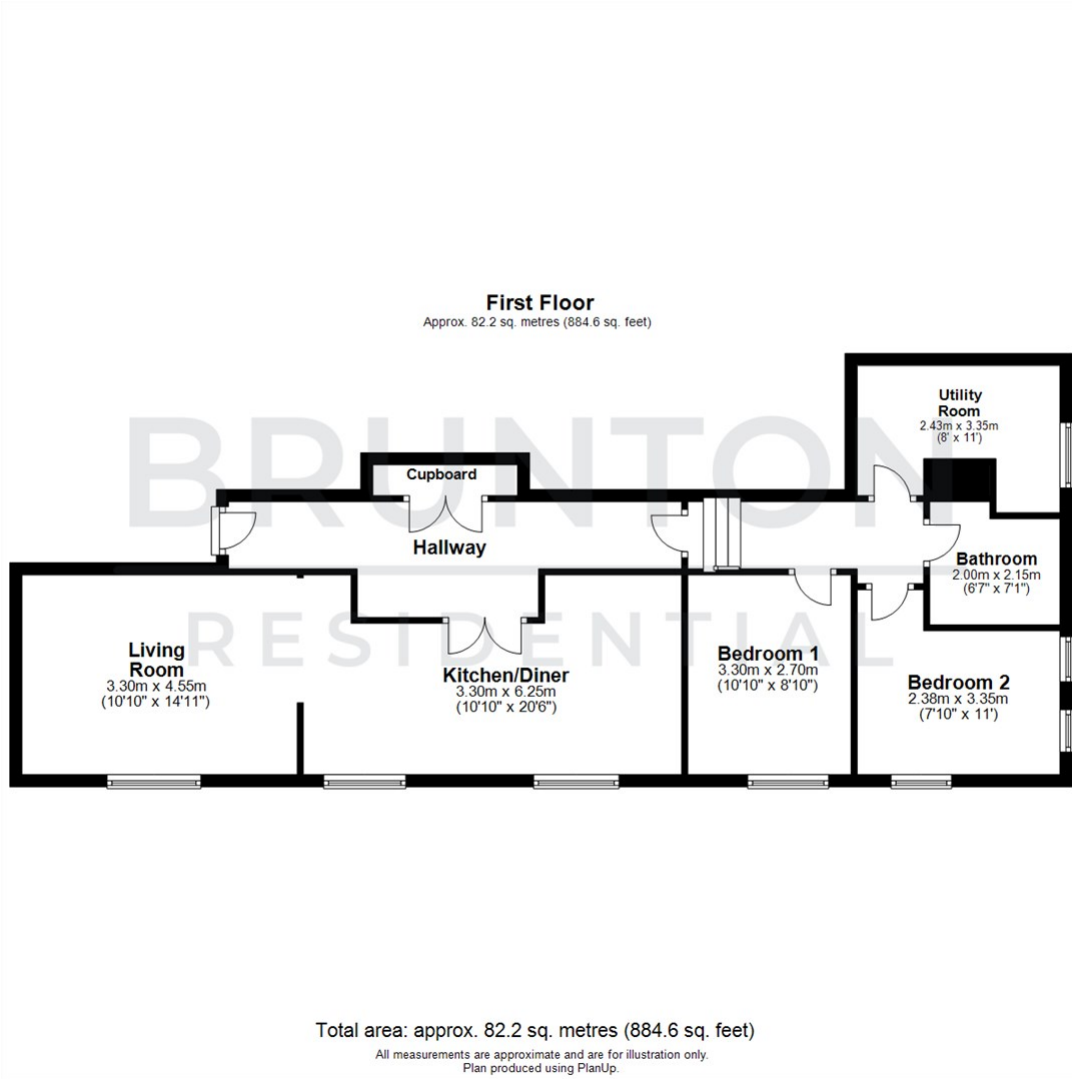 First Floor
Approx. 82.2 sq. metres (884.6 sq. feet)
BRUNTON
RESIDENTIAL
Utility
Room
2.43m x 3.35m
(8' x 11')
Cupboard
Hallway
Bathroom
2.00m x 2.15m
(6'7" x 7'1")
Living
Room
3.30m x 4.55m
(10'10" x 14'11")
Kitchen/Diner
3.30m x 6.25m
(10'10" x 20'6")
Bedroom 1
3.30m x 2.70m
(10'10" x 8'10")
Bedroom 2
2.38m x 3.35m
(7'10" x 11')
Total area: approx. 82.2 sq. metres (884.6 sq. feet)
All measurements are approximate and are for illustration only.
Plan produced using PlanUp.